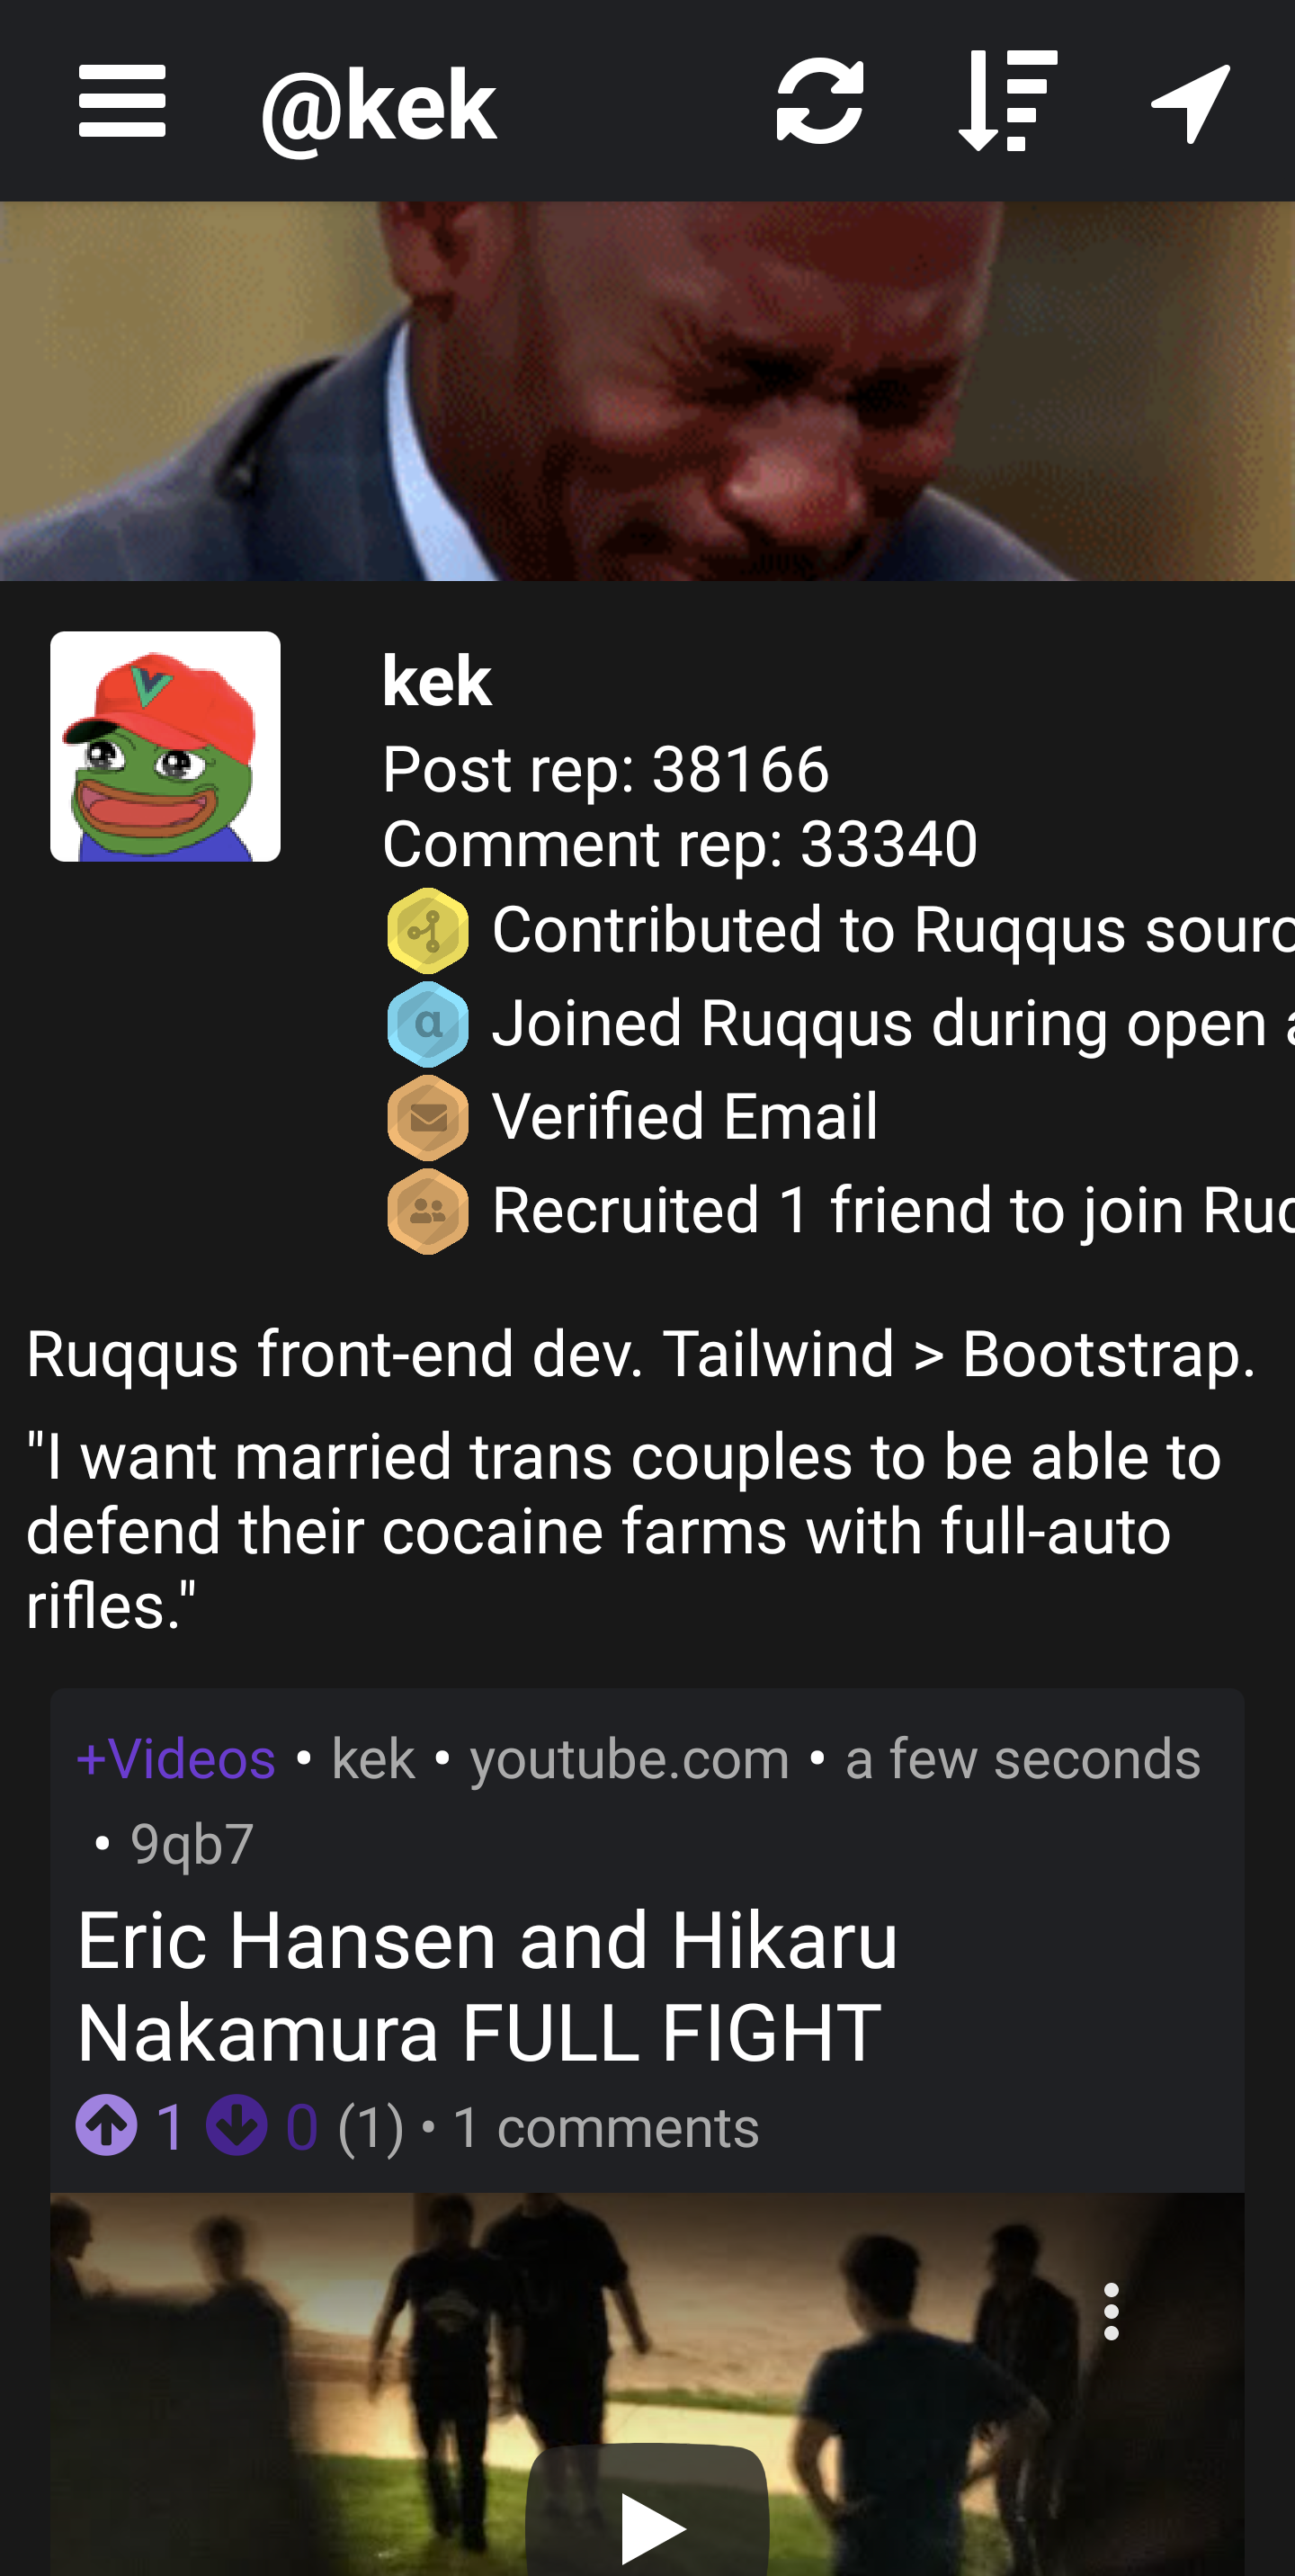 @kek
kek
Post rep: 38166
Comment rep: 33340
Contributed to Ruqqus sourc
α Joined Ruqqus during open a
Verified Email
Recruited 1 friend to join Ruq
Ruqqus front-end dev. Tailwind > Bootstrap.
"I want married trans couples to be able to
defend their cocaine farms with full-auto
rifles."
+Videos • kek • youtube.com • a few seconds
• 9qb7
Eric Hansen and Hikaru
Nakamura FULL FIGHT
1 0 (1) • 1 comments